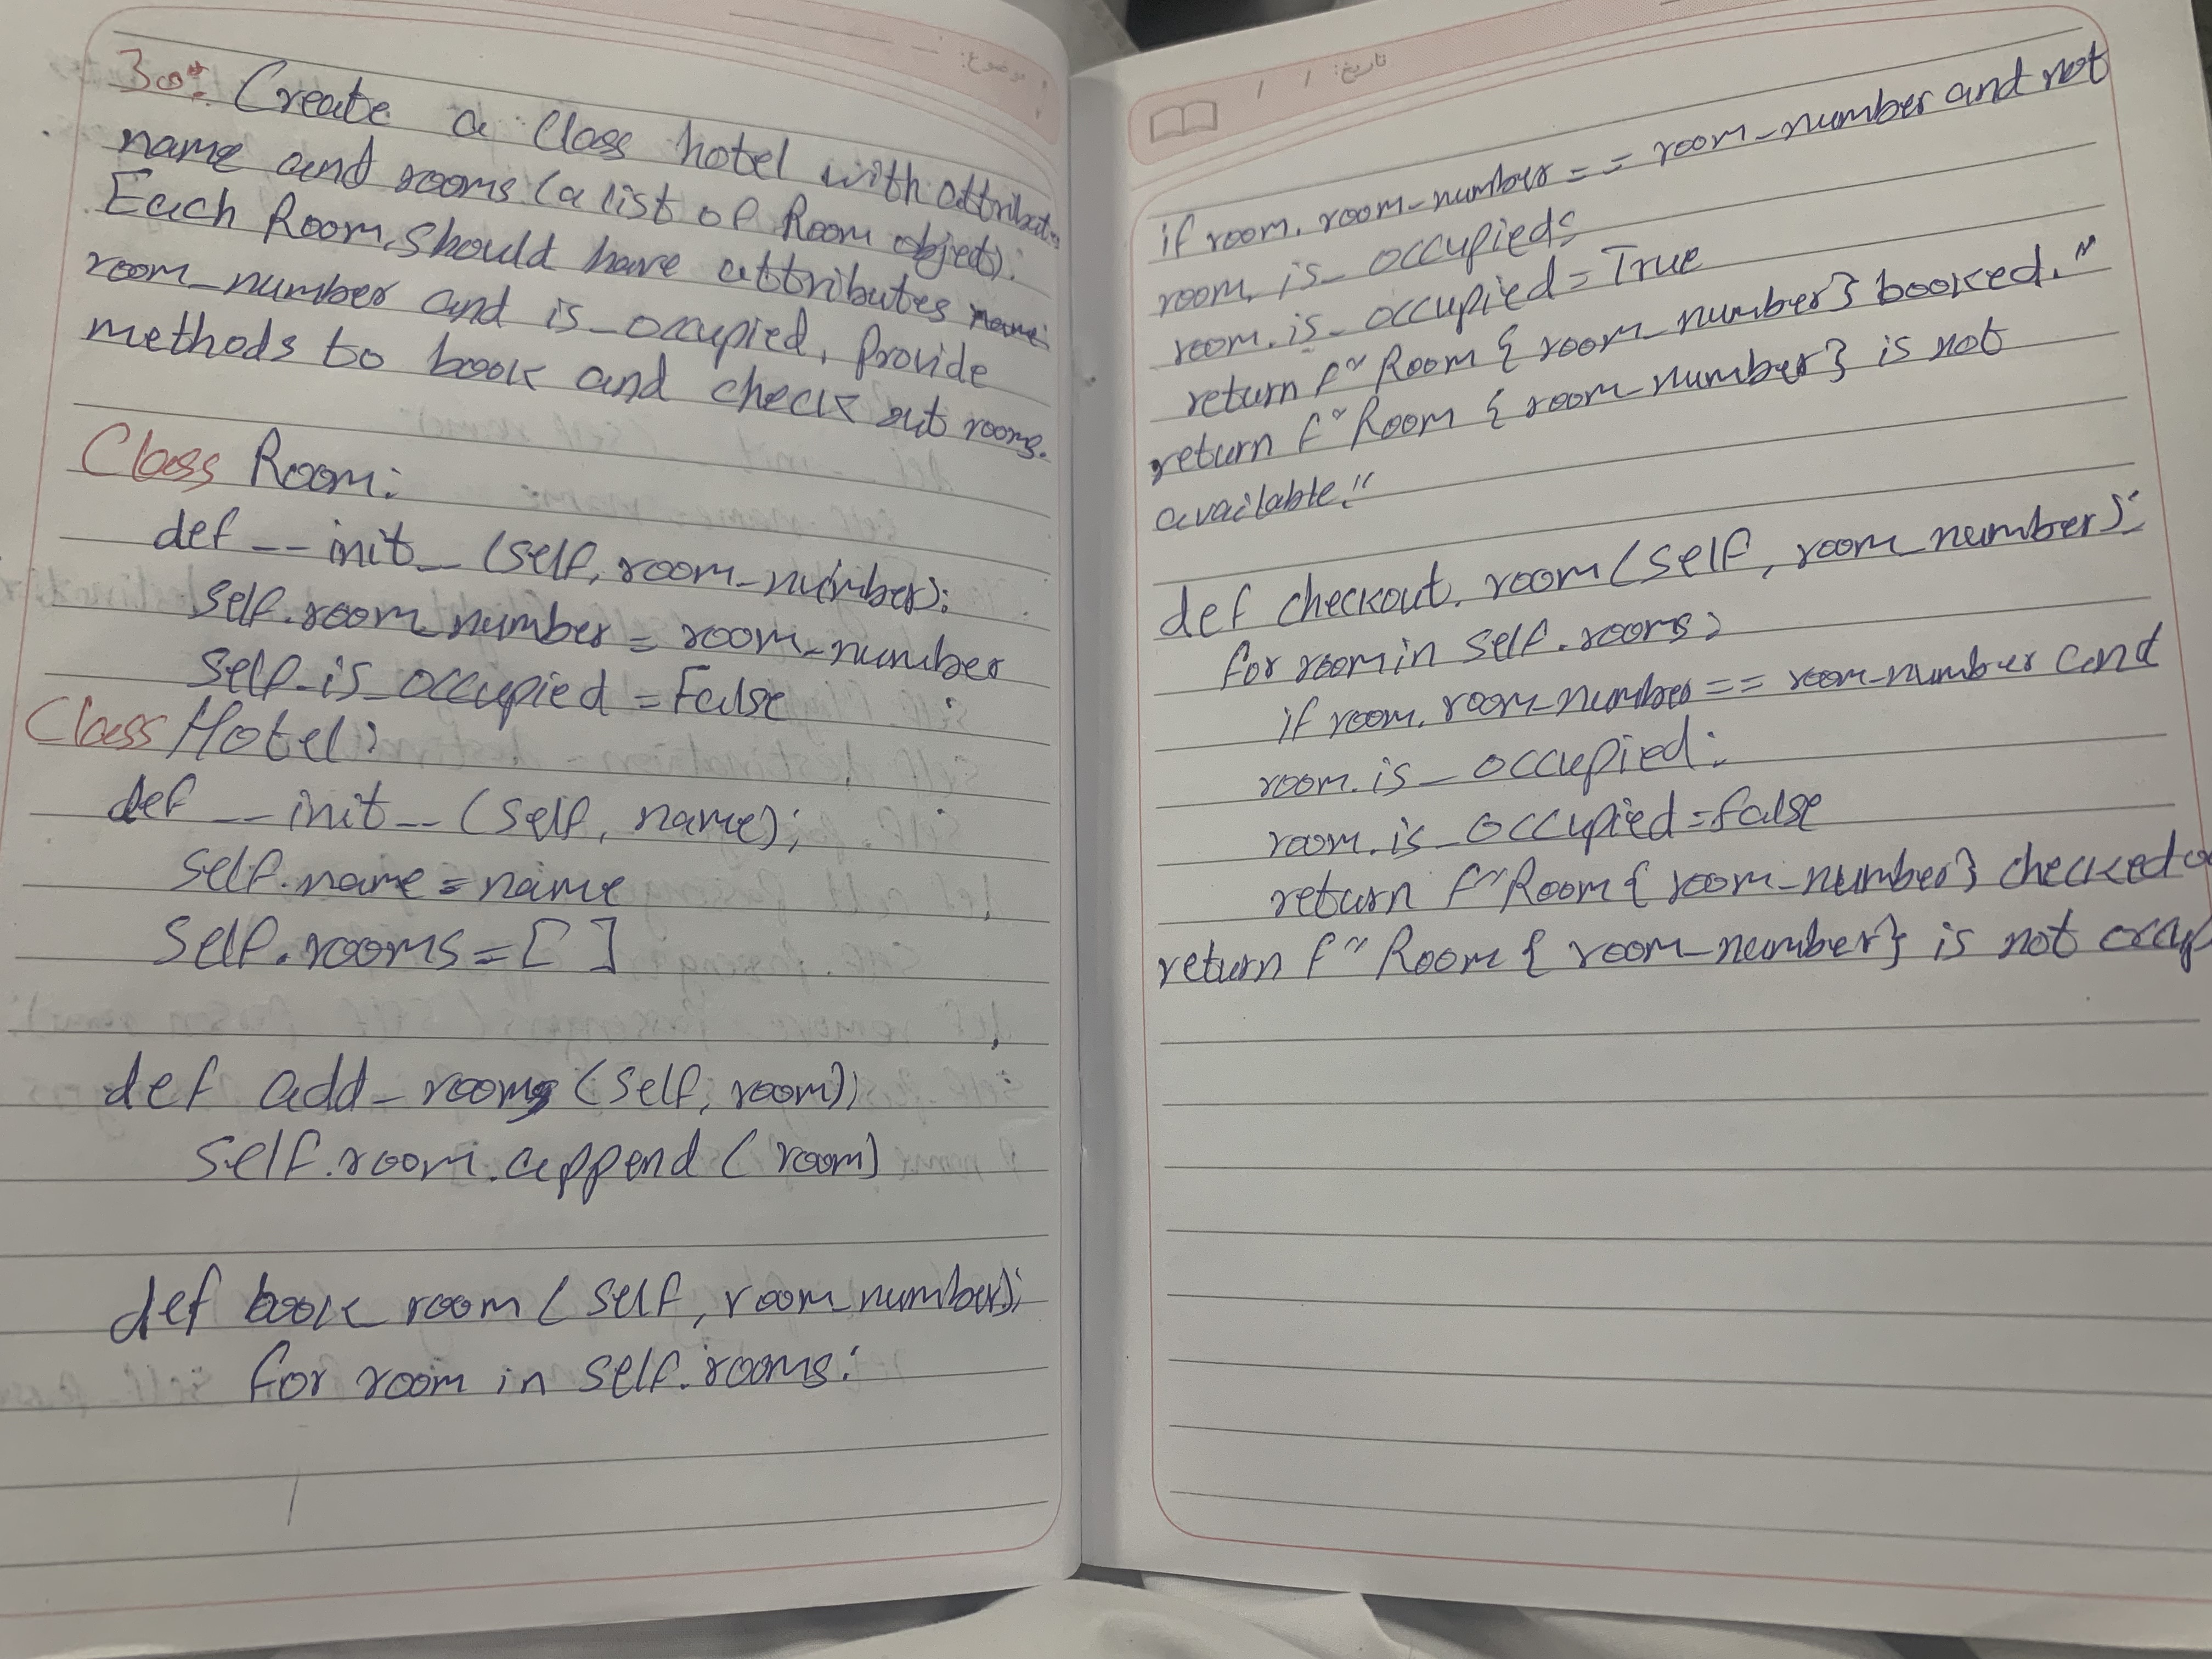 30: Create a Class hotel with attribut
name and rooms (a list of Room objects).
Each Room should have attributes name
room_number and is_occupied, provide
methods to book and check out rooms.
Class Room:
def __init__(self, room_number):
self.room_number = room_number
self.is_occupied = False
Class Hotel:
def __init__(self, name):
self.name = name
self.rooms = []
def add_room(self, room):
self.room.append(room)
def book_room(self, room_number):
for room in self.rooms:
تاريخ: / /
if room.room_number == room_number and not
room.is_occupied:
room.is_occupied = True
return f"Room{room_number} booked."
return f"Room {room_number} is not
available."
def checkout_room(self, room_number):
for room in self.rooms:
if room.room_number == room_number and
room.is_occupied:
room.is_occupied = false
return f"Room{room_number} checked o
return f"Room{room_number} is not occup